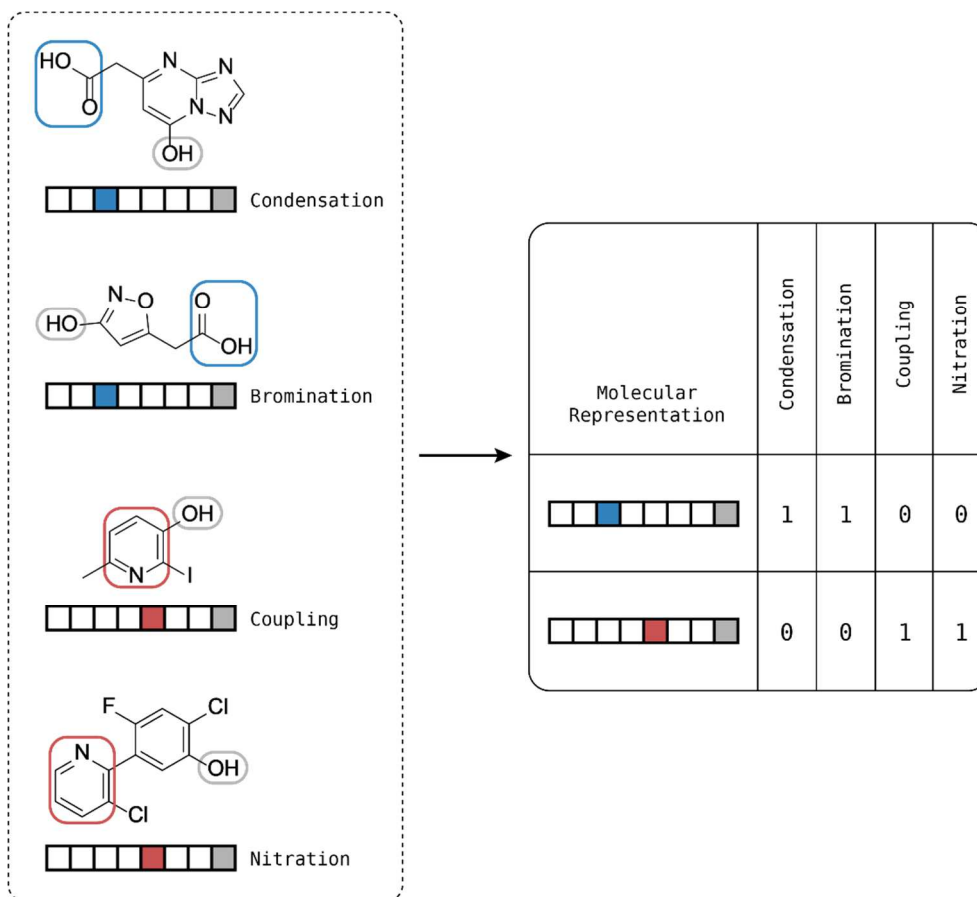 HO
O
N
N
N
N
OH
Condensation
HO
N
O
O
OH
Bromination
OH
N
I
Coupling
F
Cl
N
OH
Cl
Nitration
Molecular
Representation
Condensation
Bromination
Coupling
Nitration
1 1 0 0
0 0 1 1